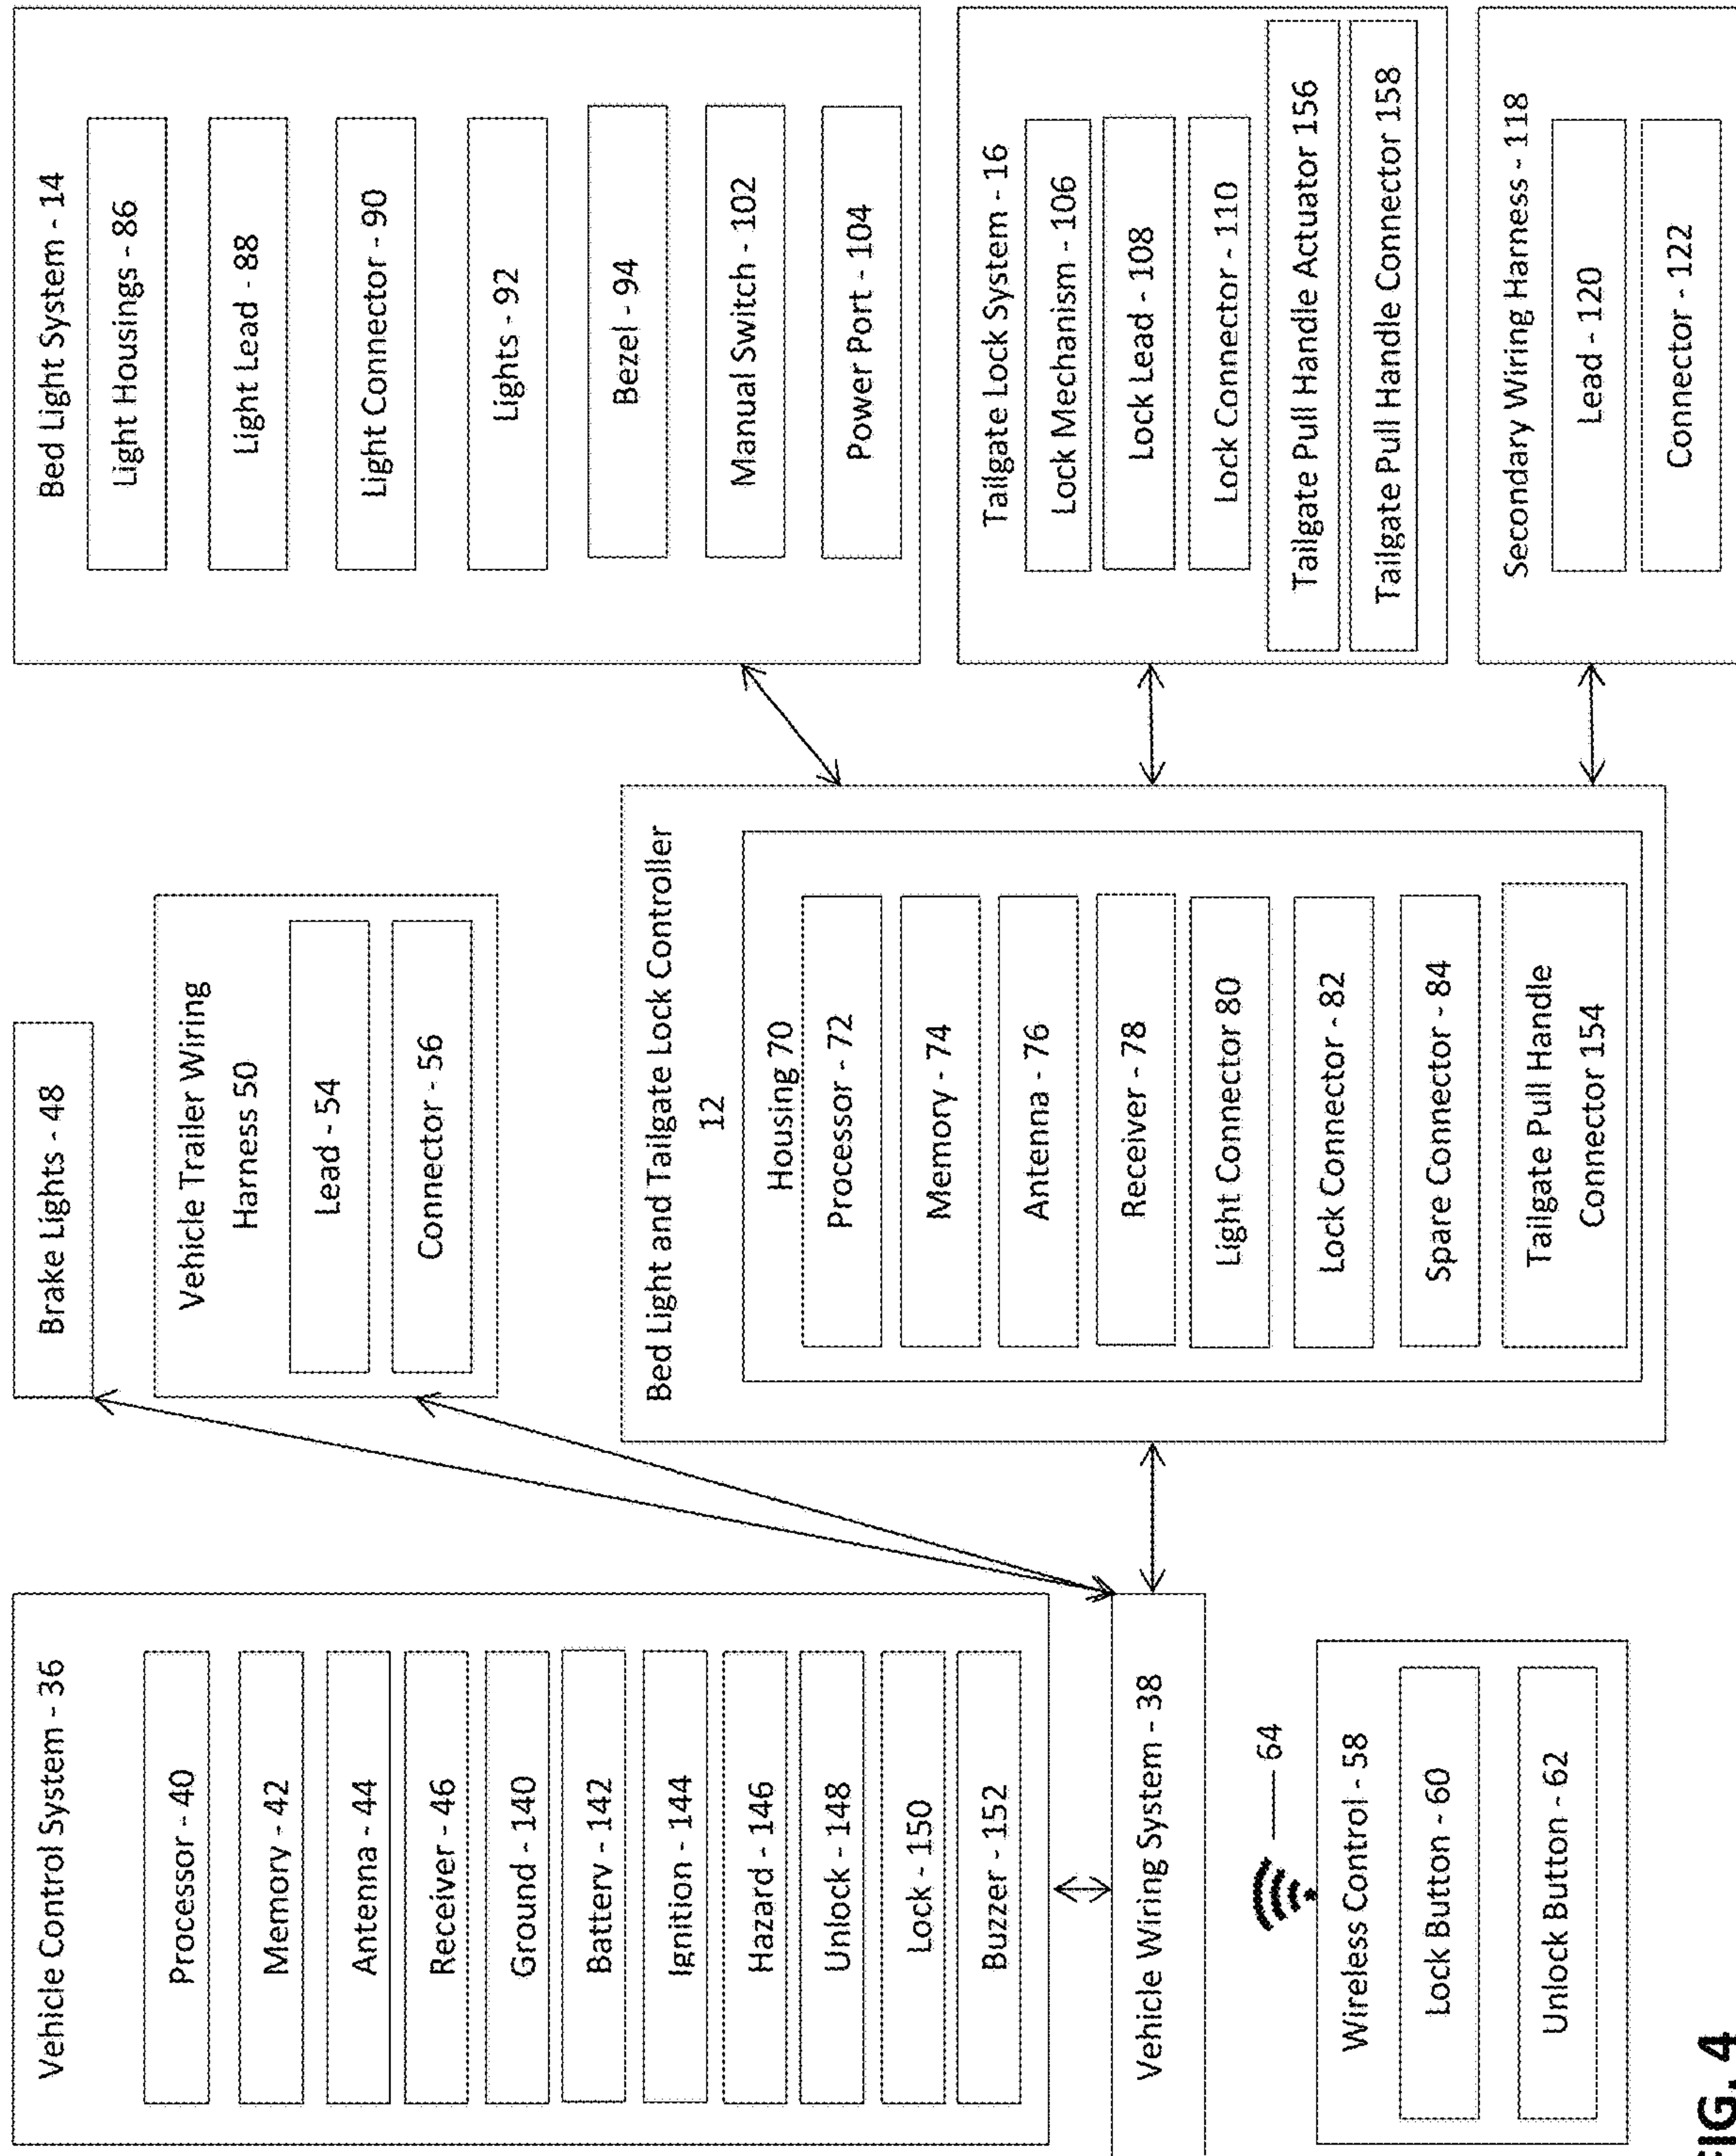 Vehicle Control System - 36
Processor - 40
Memory - 42
Antenna - 44
Receiver - 46
Ground - 140
Battery - 142
Ignition - 144
Hazard - 146
Unlock - 148
Lock - 150
Buzzer - 152
Vehicle Wiring System - 38
64
Wireless Control - 58
Lock Button - 60
Unlock Button - 62
Brake Lights - 48
Vehicle Trailer Wiring
Harness 50
Lead - 54
Connector - 56
Bed Light and Tailgate Lock Controller
12
Housing 70
Processor - 72
Memory - 74
Antenna - 76
Receiver - 78
Light Connector 80
Lock Connector - 82
Spare Connector - 84
Tailgate Pull Handle
Connector 154
Bed Light System - 14
Light Housings - 86
Light Lead - 88
Light Connector - 90
Lights - 92
Bezel - 94
Manual Switch - 102
Power Port - 104
Tailgate Lock System - 16
Lock Mechanism - 106
Lock Lead - 108
Lock Connector - 110
Tailgate Pull Handle Actuator 156
Tailgate Pull Handle Connector 158
Secondary Wiring Harness - 118
Lead - 120
Connector - 122
FIG. 4